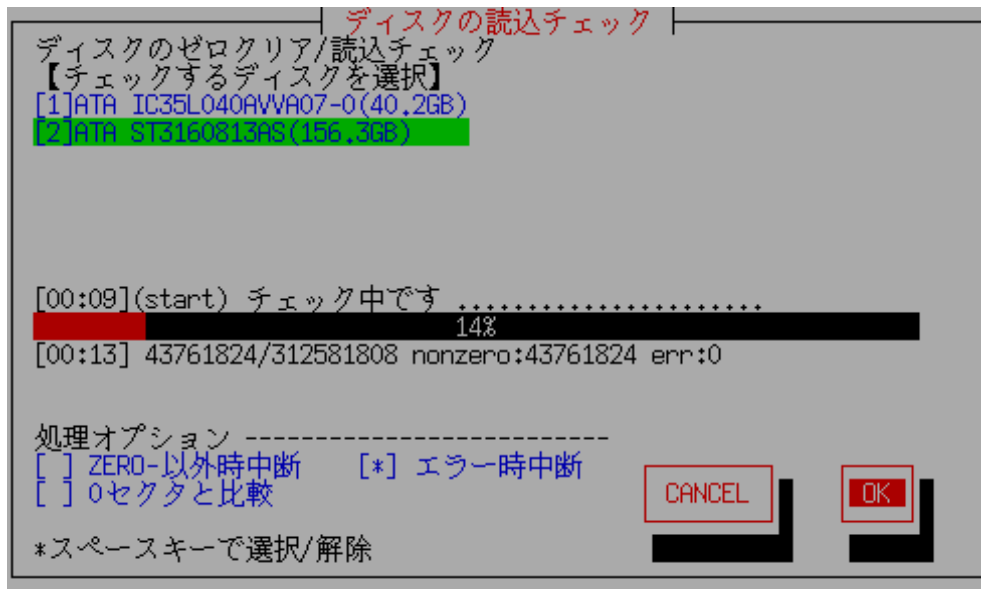 ディスクの読込チェック
ディスクのゼロクリア/読込チェック
【チェックするディスクを選択】
[1]ATA IC35L040AVVA07-0(40.2GB)
[2]ATA ST3160813AS(156.3GB)
[00:09](start) チェック中です ......................
14%
[00:13] 43761824/312581808 nonzero:43761824 err:0
処理オプション --------------------------
[ ] ZERO-以外時中断 [*] エラー時中断
[ ] 0セクタと比較
CANCEL OK
*スペースキーで選択/解除